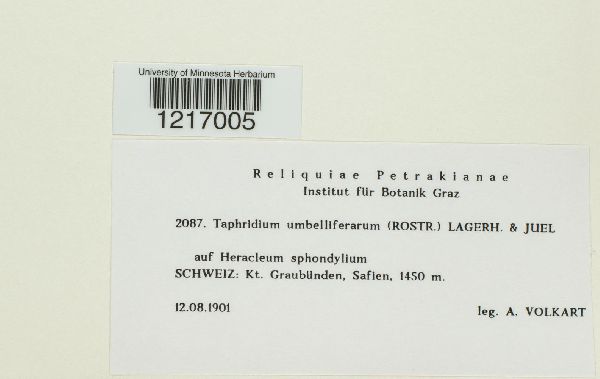 University of Minnesota Herbarium
1217005
Reliquiae Petrakianae
Institut für Botanik Graz
2087. Taphridium umbelliferarum (ROSTR.) LAGERH. & JUEL
auf Heracleum sphondylium
SCHWEIZ: Kt. Graubünden, Safien, 1450 m.
12.08.1901 leg. A. VOLKART